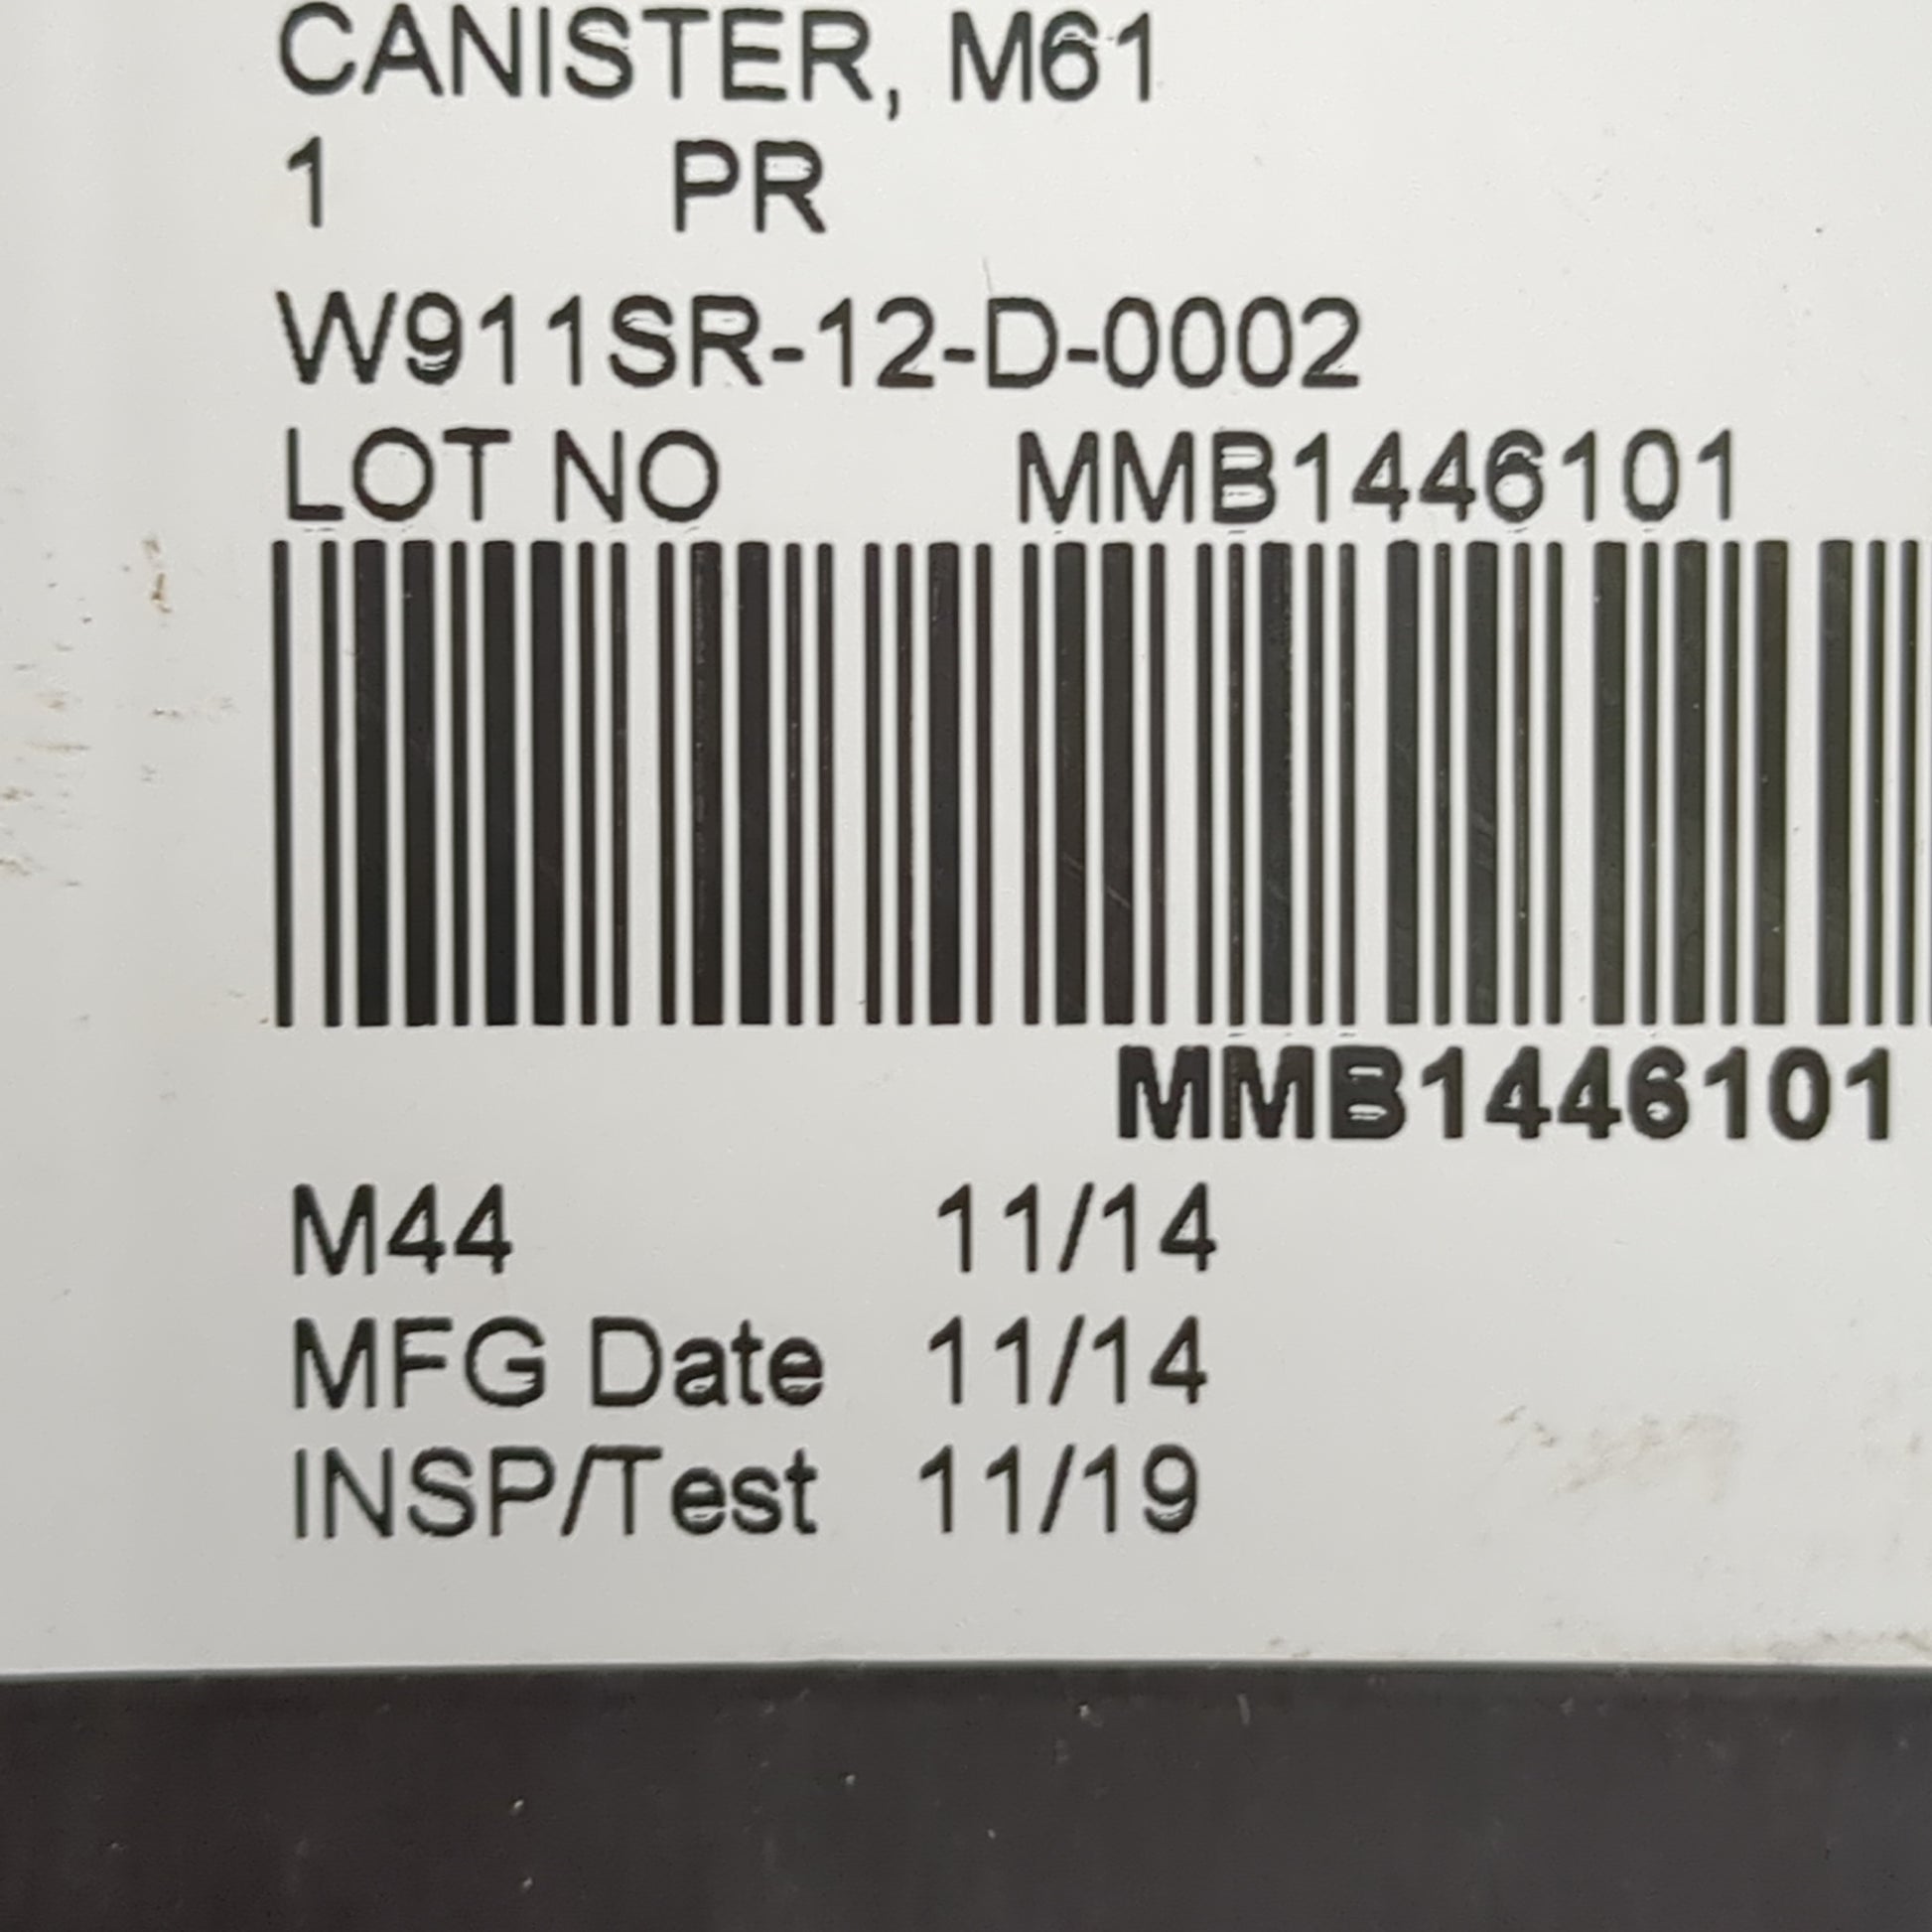 CANISTER, M61
1 PR
W911SR-12-D-0002
LOT NO MMB1446101
MMB1446101
M44 11/14
MFG Date 11/14
INSP/Test 11/19